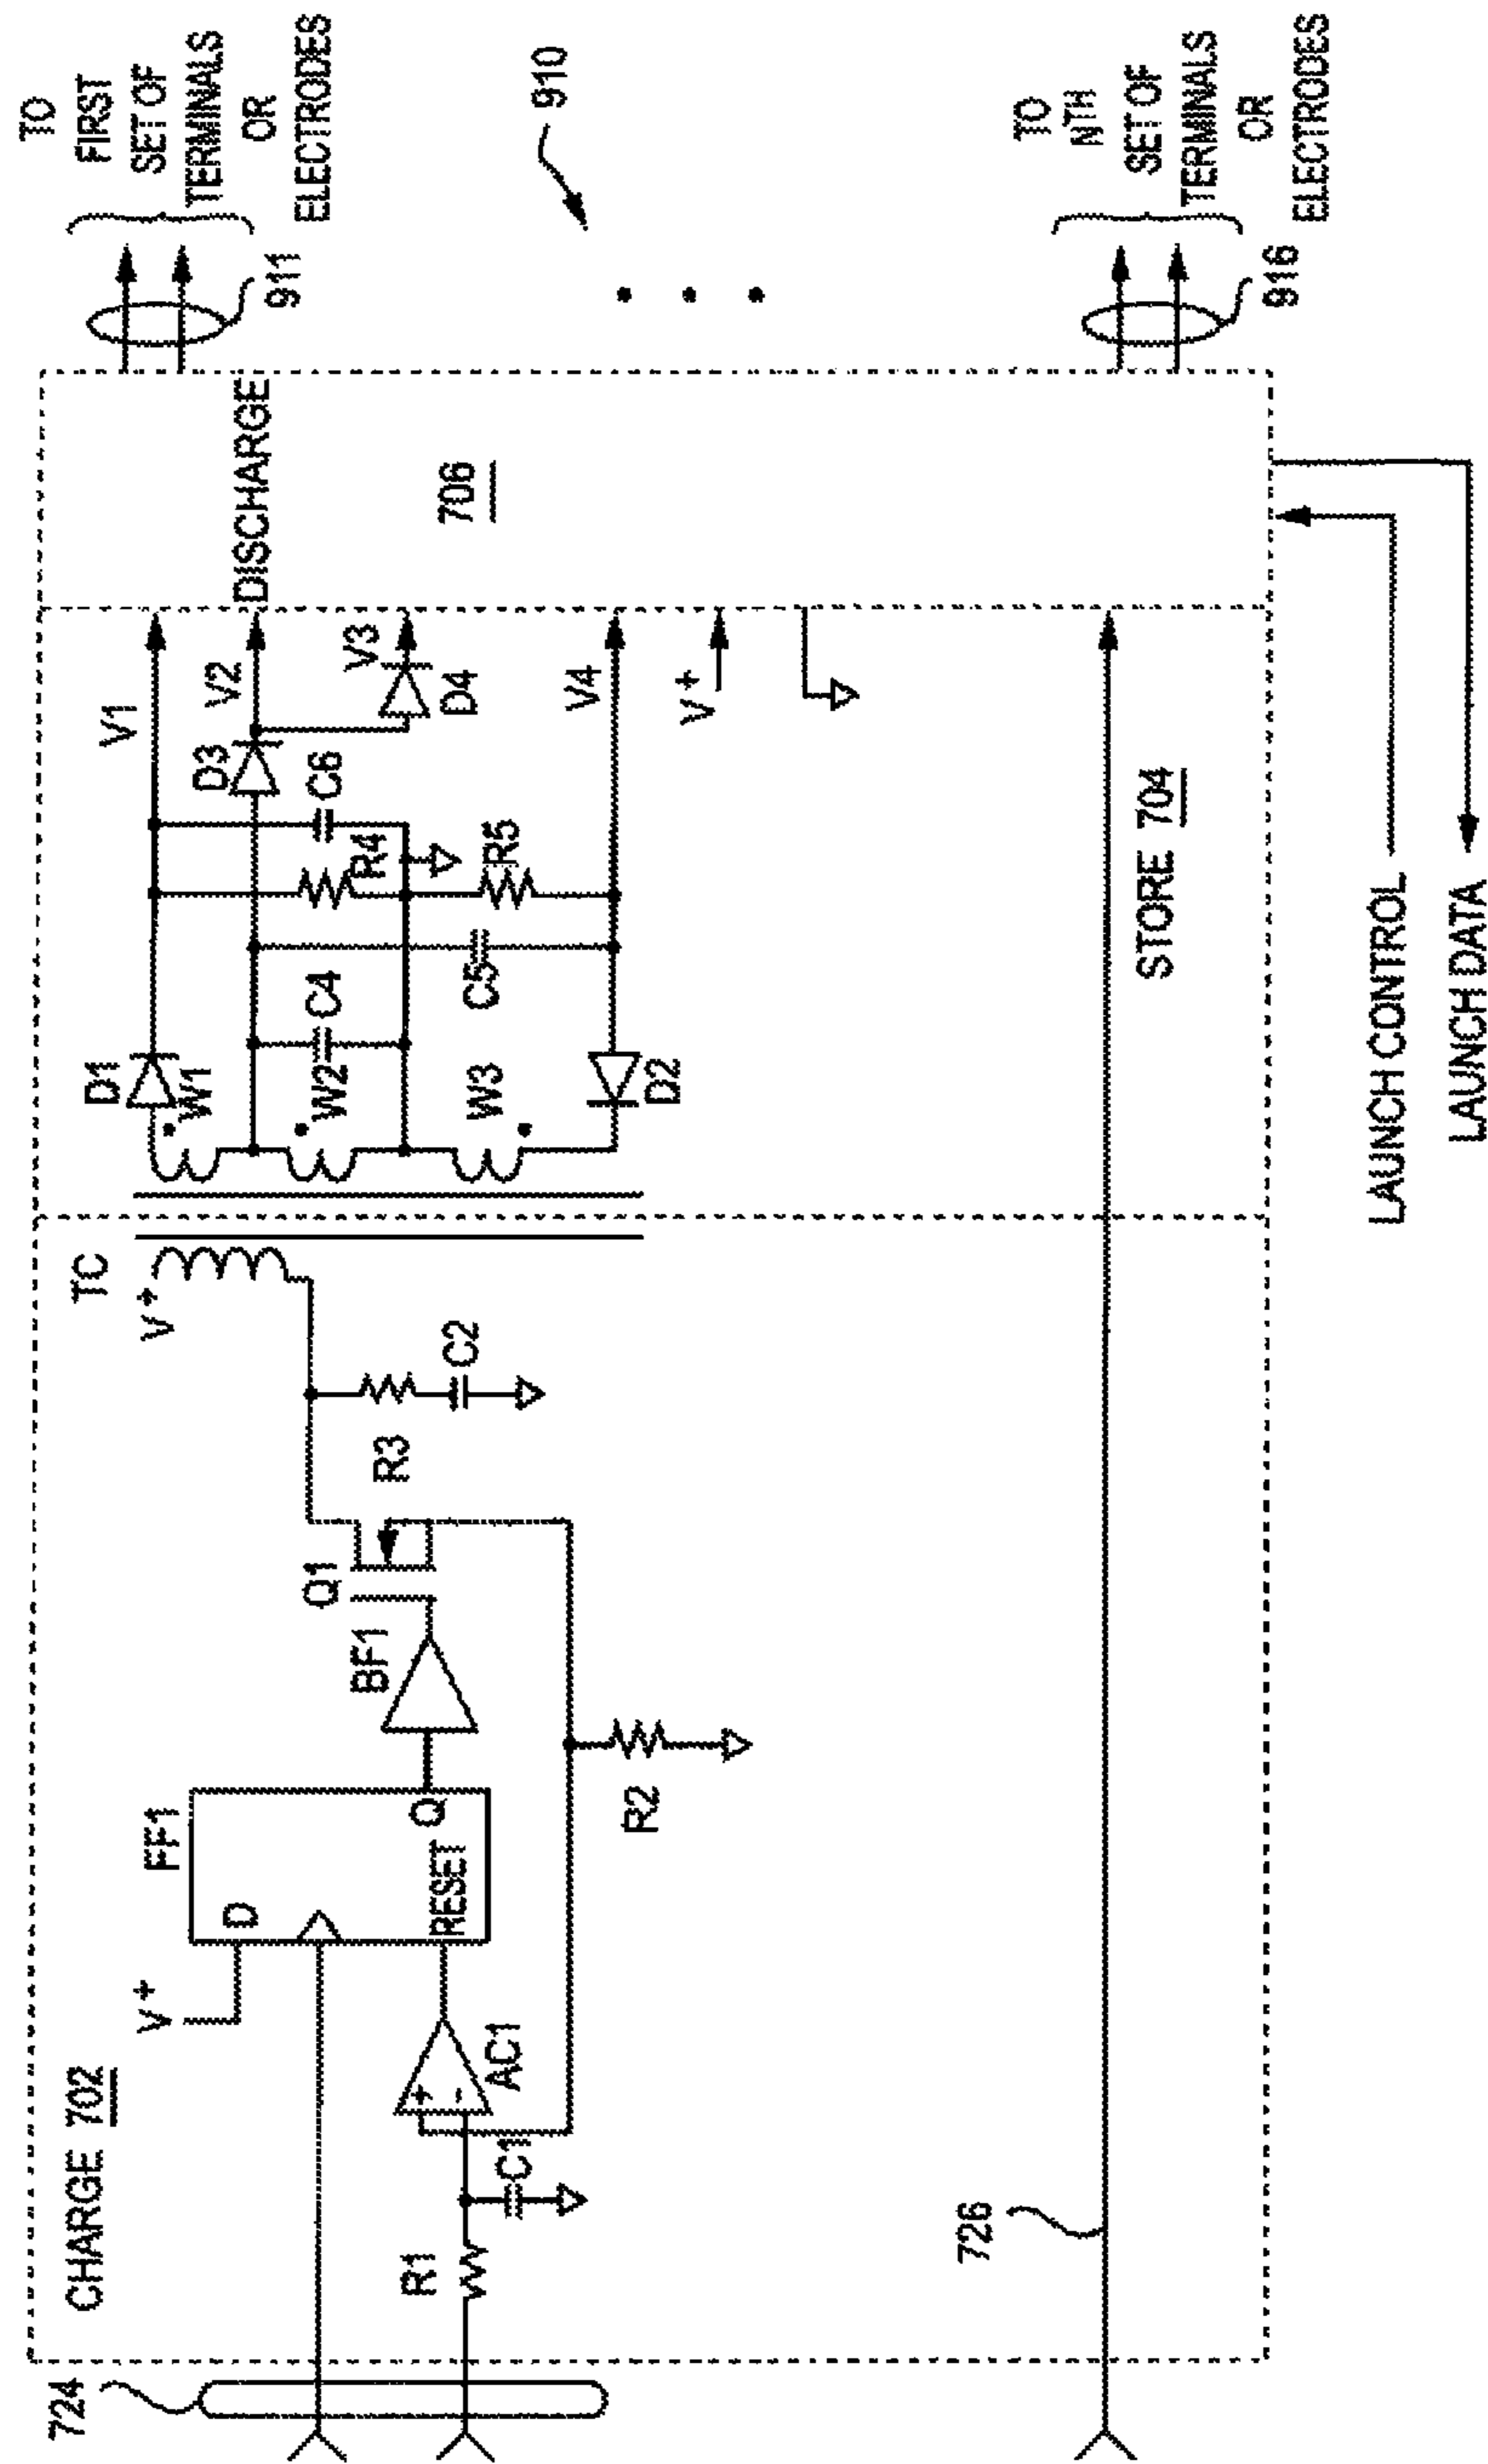 724
CHARGE 702
V+
FF1
D
Q
RESET
BF1
Q1
TC
V+
R1
C1
+
-
AC1
R2
R3
C2
726
D1
W1
W2
W3
D2
C4
C5
R4
R5
C6
D3
D4
V1
V2
V3
V4
V+
STORE 704
DISCHARGE
706
LAUNCH CONTROL
LAUNCH DATA
911
TO
FIRST
SET OF
TERMINALS
OR
ELECTRODES
910
916
TO
NTH
SET OF
TERMINALS
OR
ELECTRODES